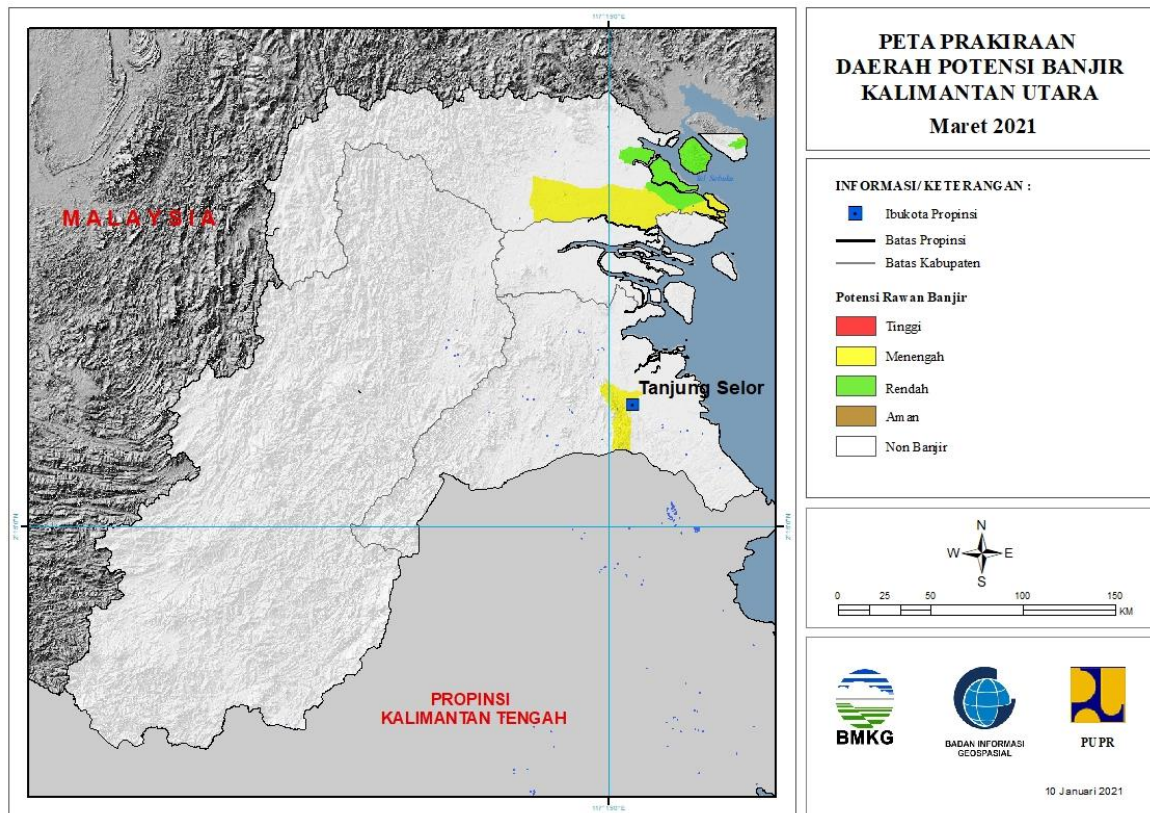 PETA PRAKIRAAN
DAERAH POTENSI BANJIR
KALIMANTAN UTARA
Maret 2021
INFORMASI/ KETERANGAN :
Ibukota Propinsi
Batas Propinsi
Batas Kabupaten
Potensi Rawan Banjir
Tinggi
Menengah
Rendah
Aman
Non Banjir
N
W E
S
0 25 50 100 150
KM
BMKG
BADAN INFORMASI
GEOSPASIAL
PUPR
10 Januari 2021
MALAYSIA
Tanjung Selor
PROPINSI
KALIMANTAN TENGAH